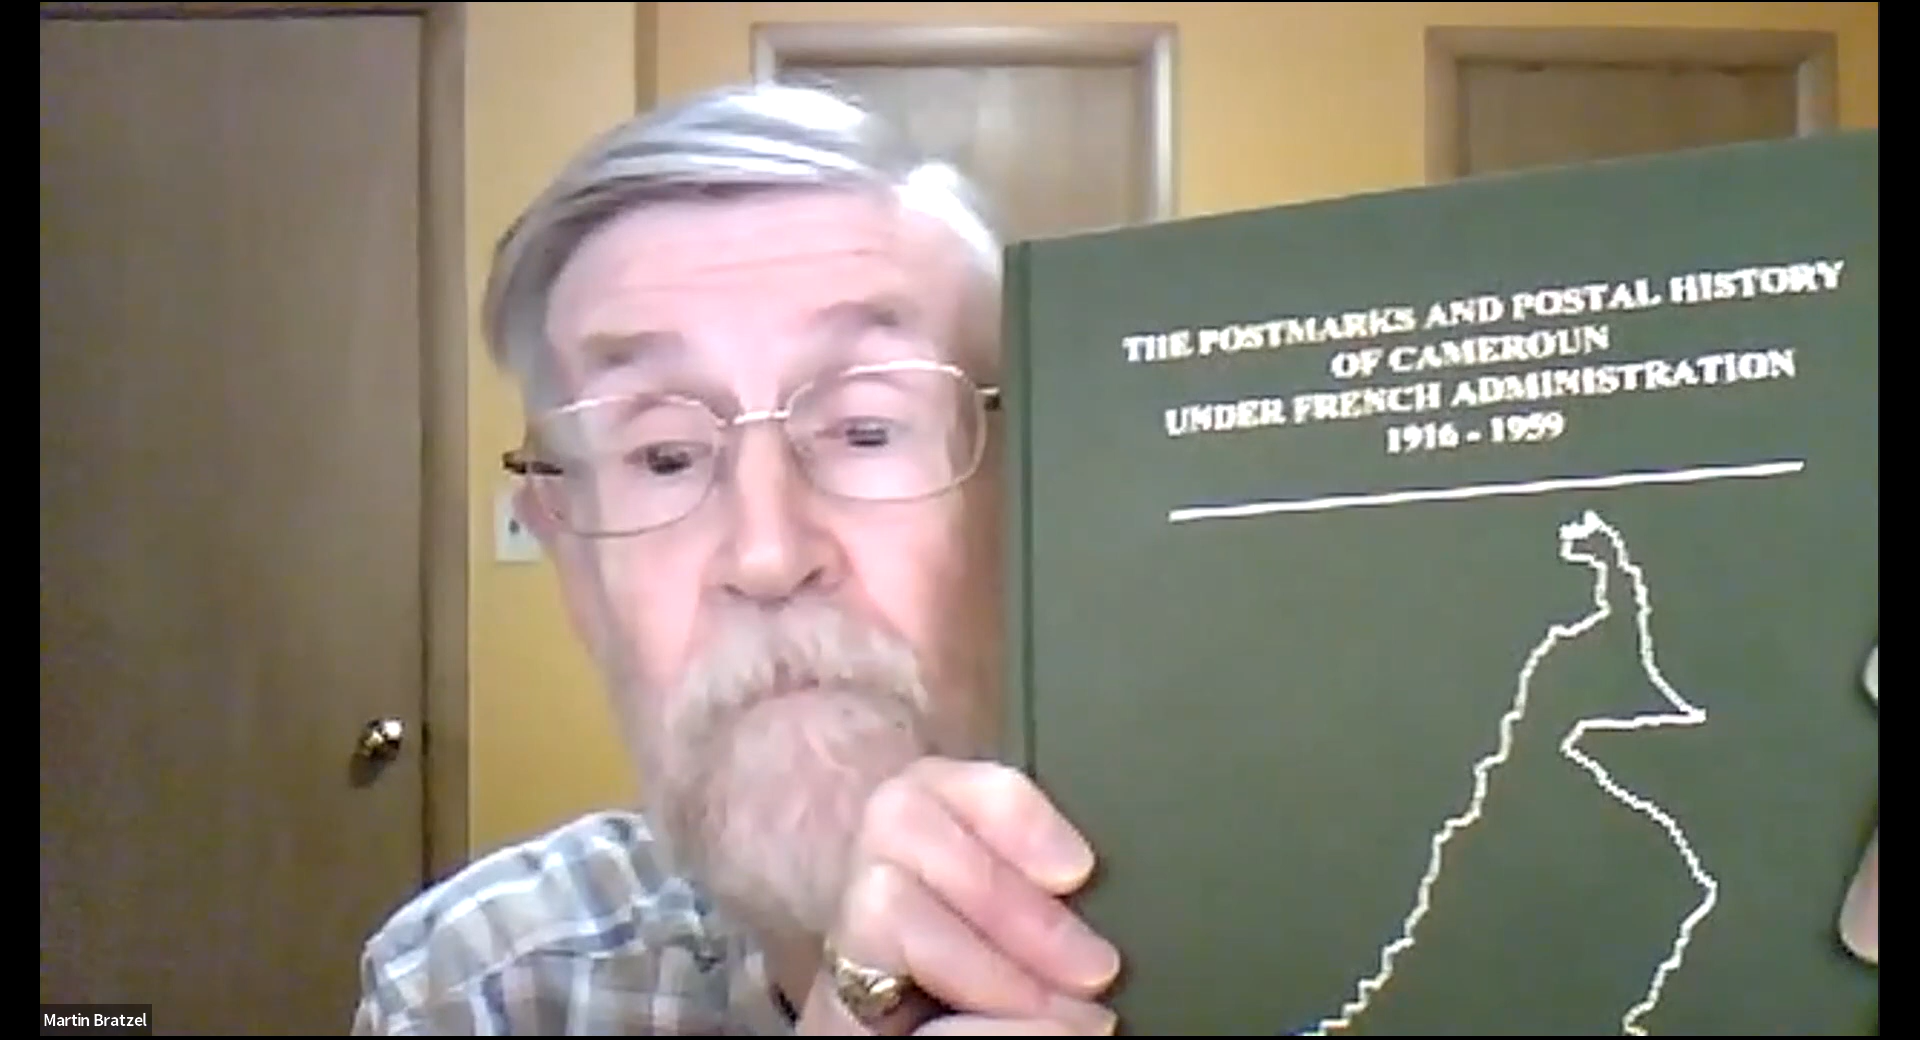 THE POSTMARKS AND POSTAL HISTORY
OF CAMEROUN
UNDER FRENCH ADMINISTRATION
1916 - 1959
Martin Bratzel